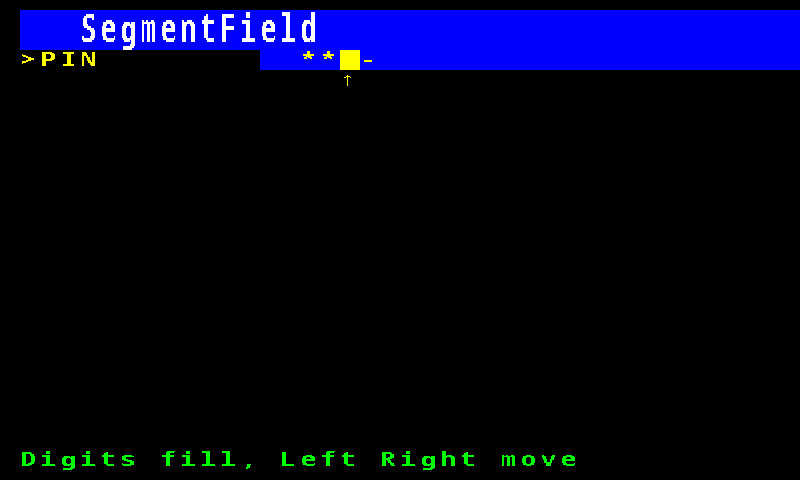 SegmentField
>PIN **■-
↑
Digits fill, Left Right move